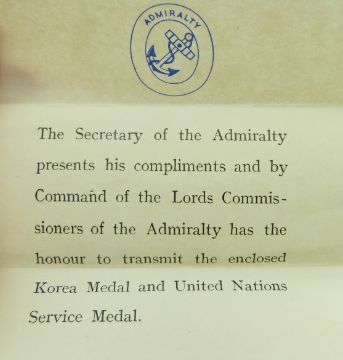 ADMIRALTY
The Secretary of the Admiralty
presents his compliments and by
Command of the Lords Commis-
sioners of the Admiralty has the
honour to transmit the enclosed
Korea Medal and United Nations
Service Medal.